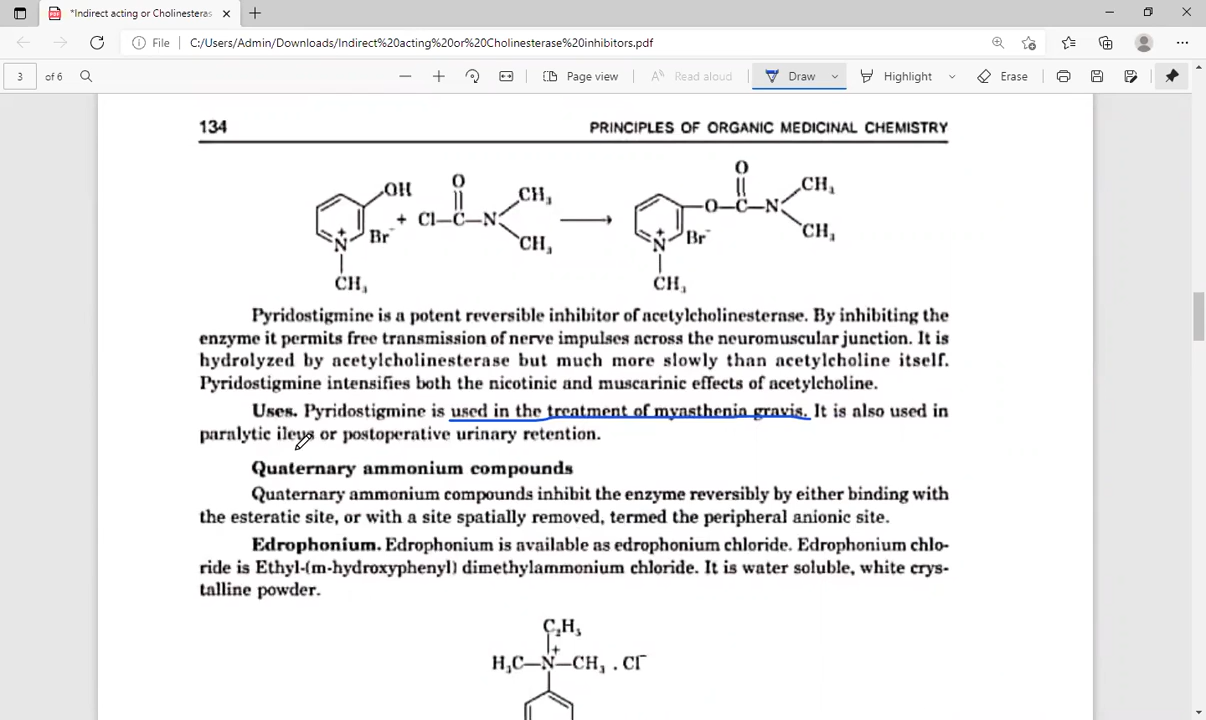 *Indirect acting or Cholinesteras
File C:/Users/Admin/Downloads/Indirect%20acting%20or%20Cholinesterase%20inhibitors.pdf
3 of 6 Page view Read aloud Draw Highlight Erase
134 PRINCIPLES OF ORGANIC MEDICINAL CHEMISTRY
OH O CH₃ O CH₃
+ Cl—C—N —O—C—N
N⁺ Br⁻ CH₃ N⁺ Br⁻ CH₃
CH₃ CH₃
Pyridostigmine is a potent reversible inhibitor of acetylcholinesterase. By inhibiting the
enzyme it permits free transmission of nerve impulses across the neuromuscular junction. It is
hydrolyzed by acetylcholinesterase but much more slowly than acetylcholine itself.
Pyridostigmine intensifies both the nicotinic and muscarinic effects of acetylcholine.
Uses. Pyridostigmine is used in the treatment of myasthenia gravis. It is also used in
paralytic ileus or postoperative urinary retention.
Quaternary ammonium compounds
Quaternary ammonium compounds inhibit the enzyme reversibly by either binding with
the esteratic site, or with a site spatially removed, termed the peripheral anionic site.
Edrophonium. Edrophonium is available as edrophonium chloride. Edrophonium chlo-
ride is Ethyl-(m-hydroxyphenyl) dimethylammonium chloride. It is water soluble, white crys-
talline powder.
C₂H₅
H₃C—N⁺—CH₃ . Cl⁻